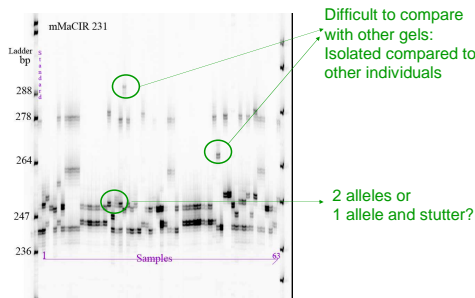 mMaCIR 231
Ladder
bp
Standard
288
278
264
247
236
1
Samples
63
Difficult to compare
with other gels:
Isolated compared to
other individuals
2 alleles or
1 allele and stutter?